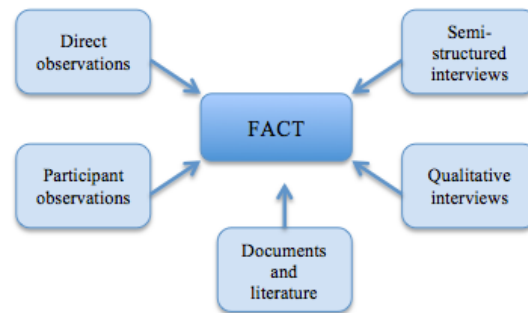 Direct
observations
Semi-
structured
interviews
FACT
Participant
observations
Qualitative
interviews
Documents
and
literature